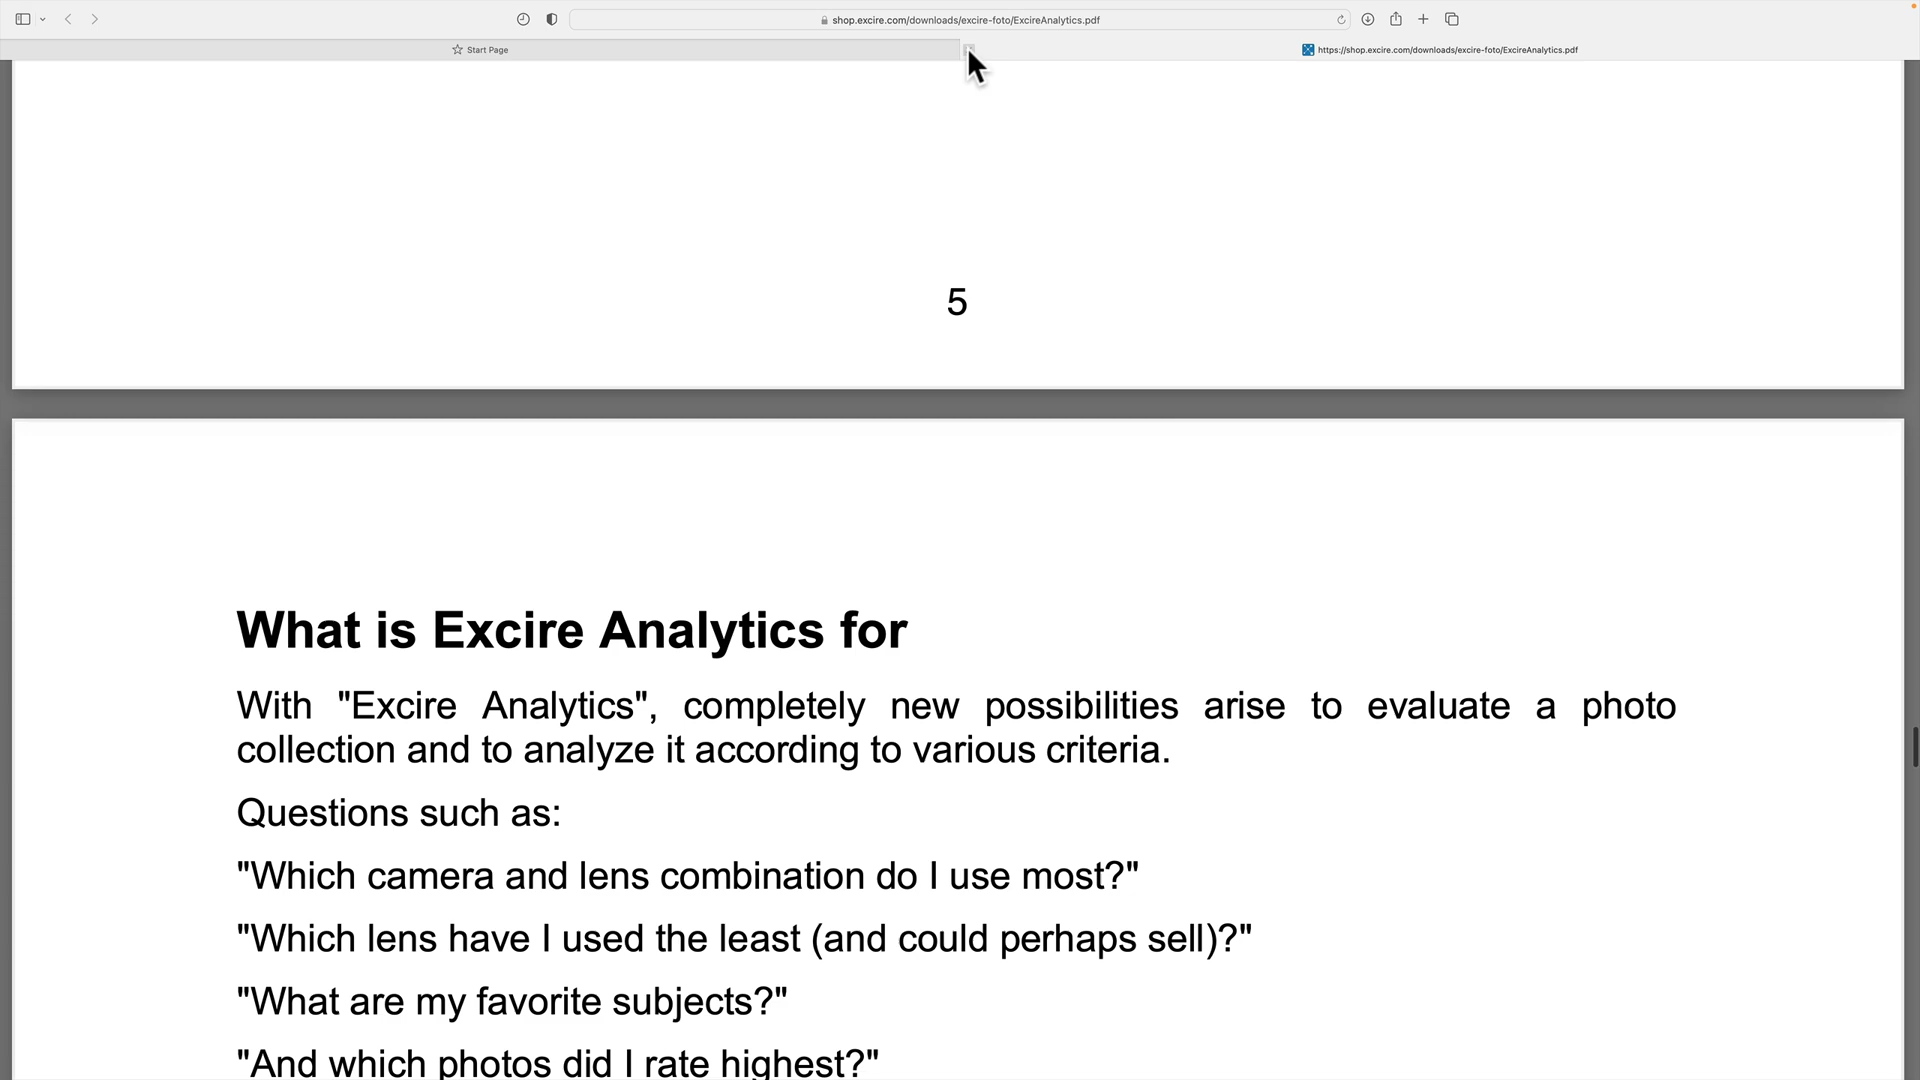 shop.excire.com/downloads/excire-foto/ExcireAnalytics.pdf
Start Page
https://shop.excire.com/downloads/excire-foto/ExcireAnalytics.pdf
5
What is Excire Analytics for
With "Excire Analytics", completely new possibilities arise to evaluate a photo
collection and to analyze it according to various criteria.
Questions such as:
"Which camera and lens combination do I use most?"
"Which lens have I used the least (and could perhaps sell)?"
"What are my favorite subjects?"
"And which photos did I rate highest?"